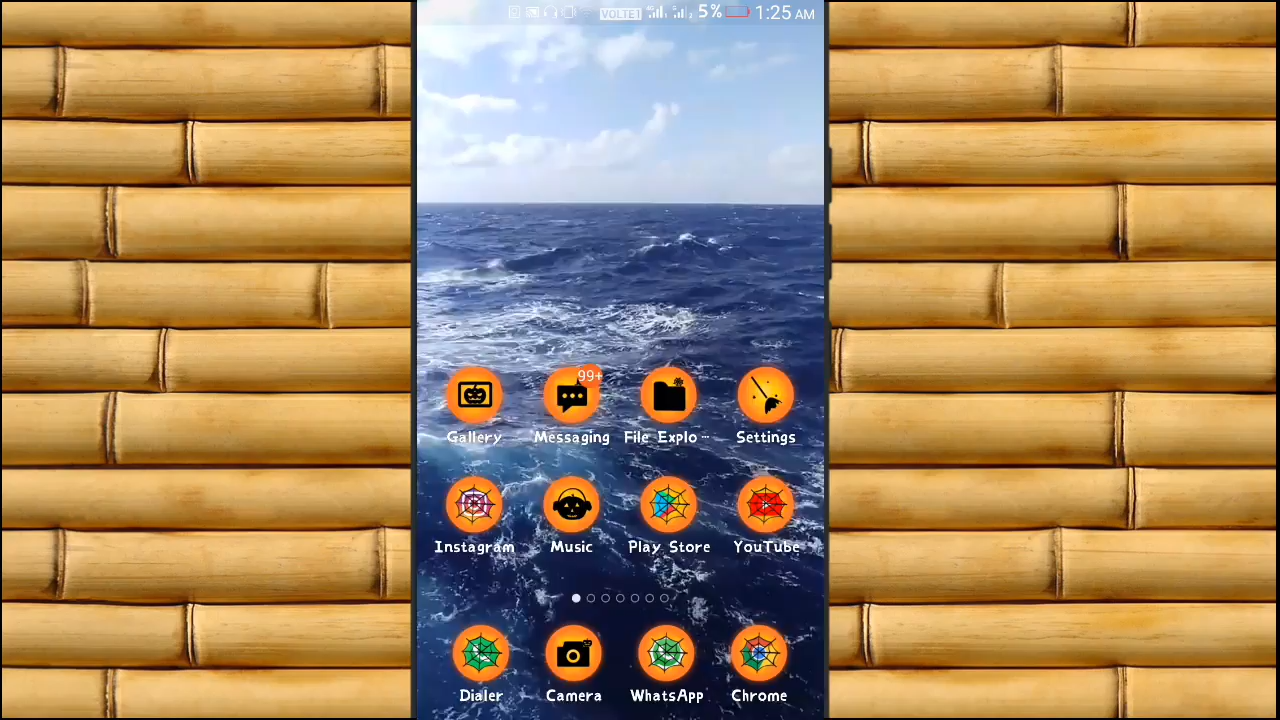 VOLTE1 5% 1:25 AM
99+
Gallery Messaging File Explo ··· Settings
Instagram Music Play Store YouTube
Dialer Camera WhatsApp Chrome